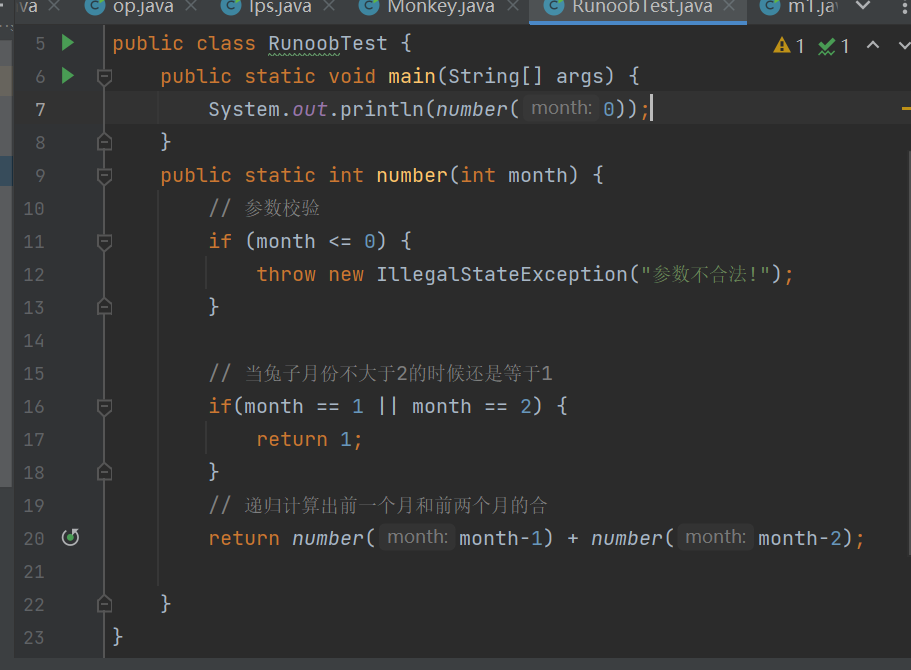 va op.java lps.java Monkey.java RunoobTest.java m1.ja
5 public class RunoobTest { 1 1
6 public static void main(String[] args) {
7 System.out.println(number( month: 0));
8 }
9 public static int number(int month) {
10 // 参数校验
11 if (month <= 0) {
12 throw new IllegalStateException("参数不合法!");
13 }
14
15 // 当兔子月份不大于2的时候还是等于1
16 if(month == 1 || month == 2) {
17 return 1;
18 }
19 // 递归计算出前一个月和前两个月的合
20 return number( month: month-1) + number( month: month-2);
21
22 }
23 }